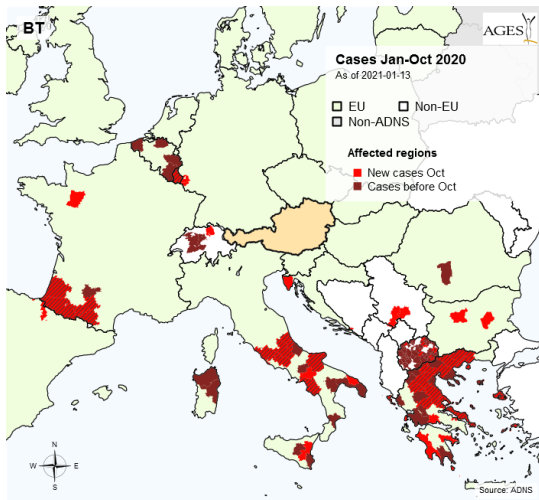 BT
AGES
Cases Jan-Oct 2020
As of 2021-01-13
EU Non-EU
Non-ADNS
Affected regions
New cases Oct
Cases before Oct
N
W E
S
Source: ADNS